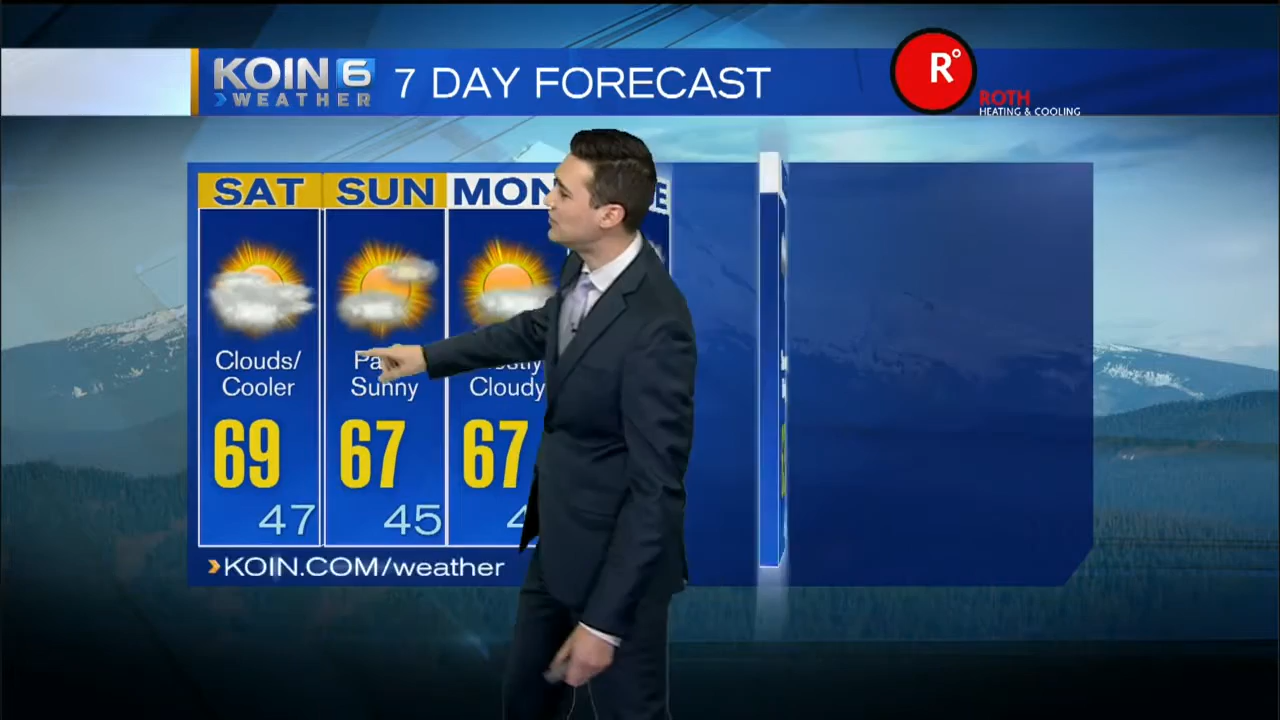 KOIN 6
WEATHER
7 DAY FORECAST
R°
ROTH
HEATING & COOLING
SAT SUN MON
Clouds/
Cooler
Sunny
Cloudy
69 67 67
47 45
KOIN.COM/weather